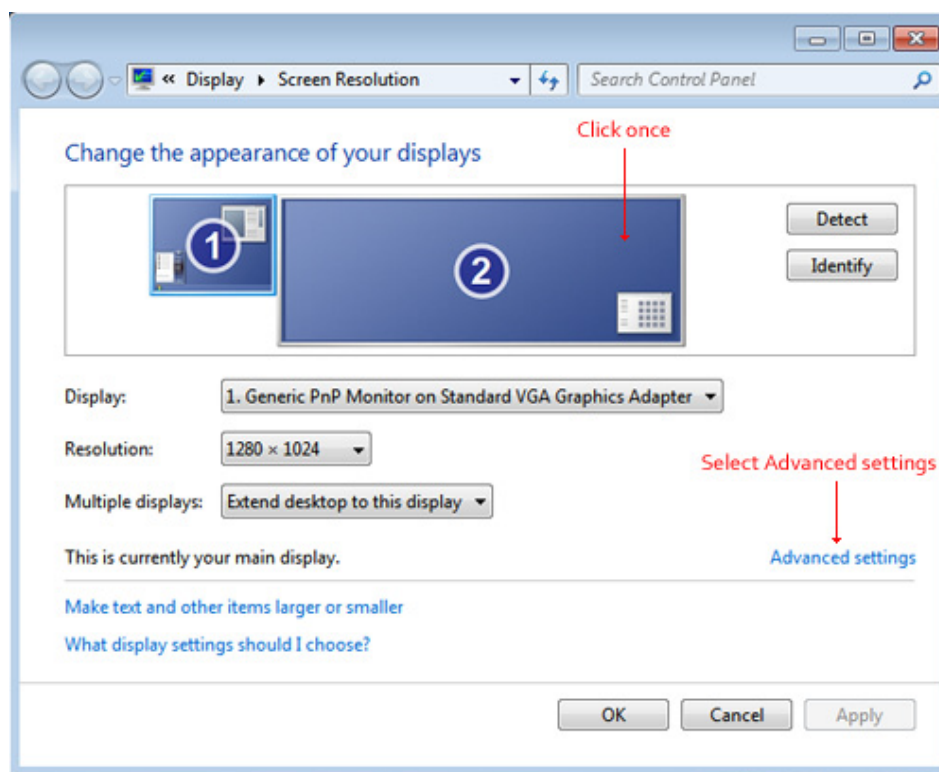 « Display ▸ Screen Resolution
Search Control Panel
Click once
Change the appearance of your displays
1
2
Detect
Identify
Display: 1. Generic PnP Monitor on Standard VGA Graphics Adapter
Resolution: 1280 × 1024
Select Advanced settings
Multiple displays: Extend desktop to this display
This is currently your main display. Advanced settings
Make text and other items larger or smaller
What display settings should I choose?
OK Cancel Apply